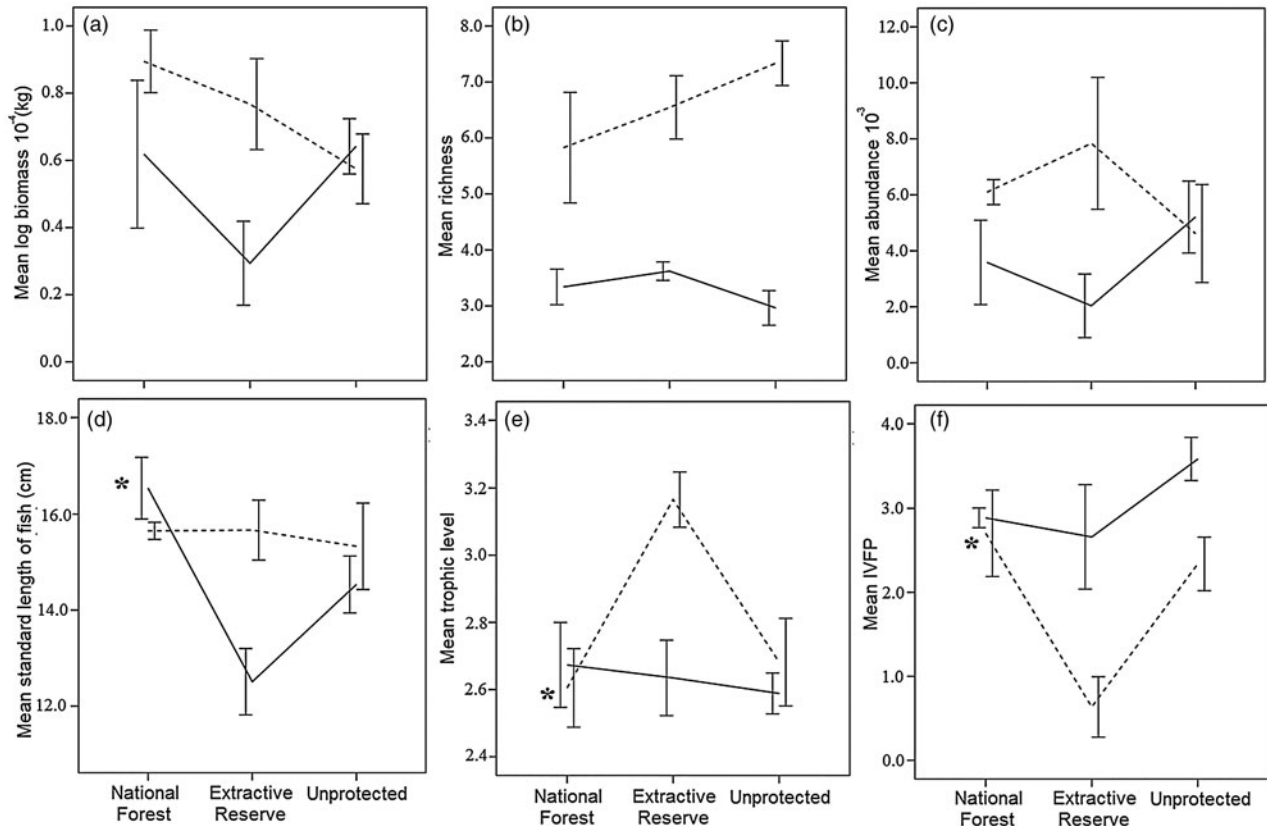 (a)
Mean log biomass 10⁻⁴(kg)
1.0
0.8
0.6
0.4
0.2
0.0
(b)
Mean richness
8.0
7.0
6.0
5.0
4.0
3.0
2.0
(c)
Mean abundance 10⁻³
12.0
10.0
8.0
6.0
4.0
2.0
0.0
(d)
Mean standard length of fish (cm)
18.0
16.0
14.0
12.0
*
National
Forest
Extractive
Reserve
Unprotected
(e)
Mean trophic level
3.4
3.2
3.0
2.8
2.6
2.4
*
National
Forest
Extractive
Reserve
Unprotected
(f)
Mean IVFP
4.0
3.0
2.0
1.0
0.0
*
National
Forest
Extractive
Reserve
Unprotected